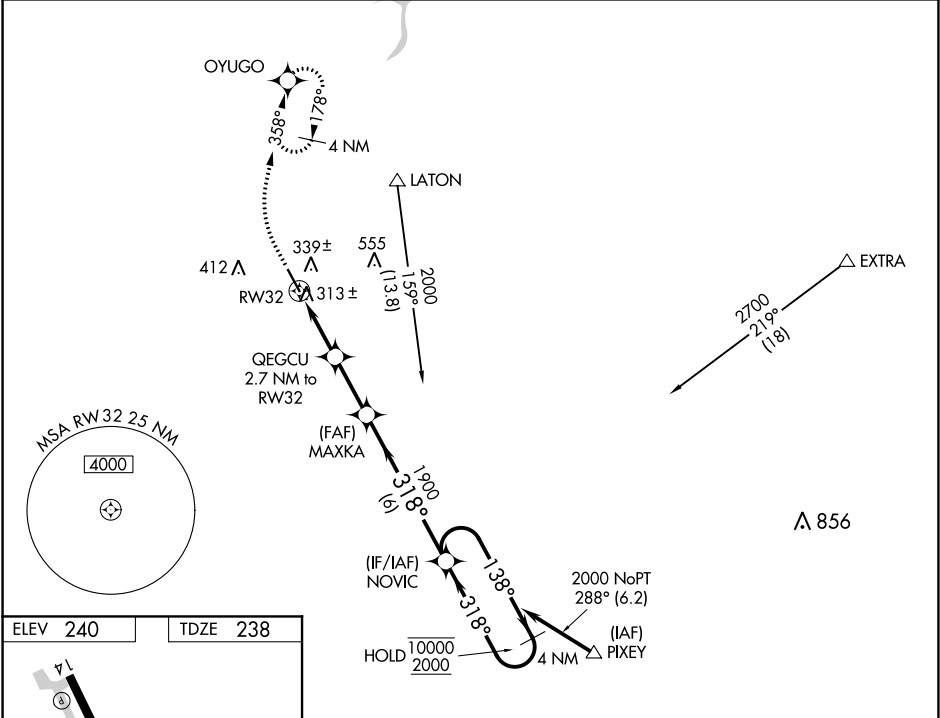 OYUGO
358°
178°
4 NM
LATON
2000
159°
(13.8)
EXTRA
2700
219°
(18)
412
339±
555
RW32
313±
QEGCU
2.7 NM to
RW32
(FAF)
MAXKA
1900
318°
(6)
MSA RW32 25 NM
4000
856
(IF/IAF)
NOVIC
138°
318°
2000 NoPT
288° (6.2)
(IAF)
PIXEY
HOLD
10000
2000
4 NM
ELEV 240
TDZE 238
14
P